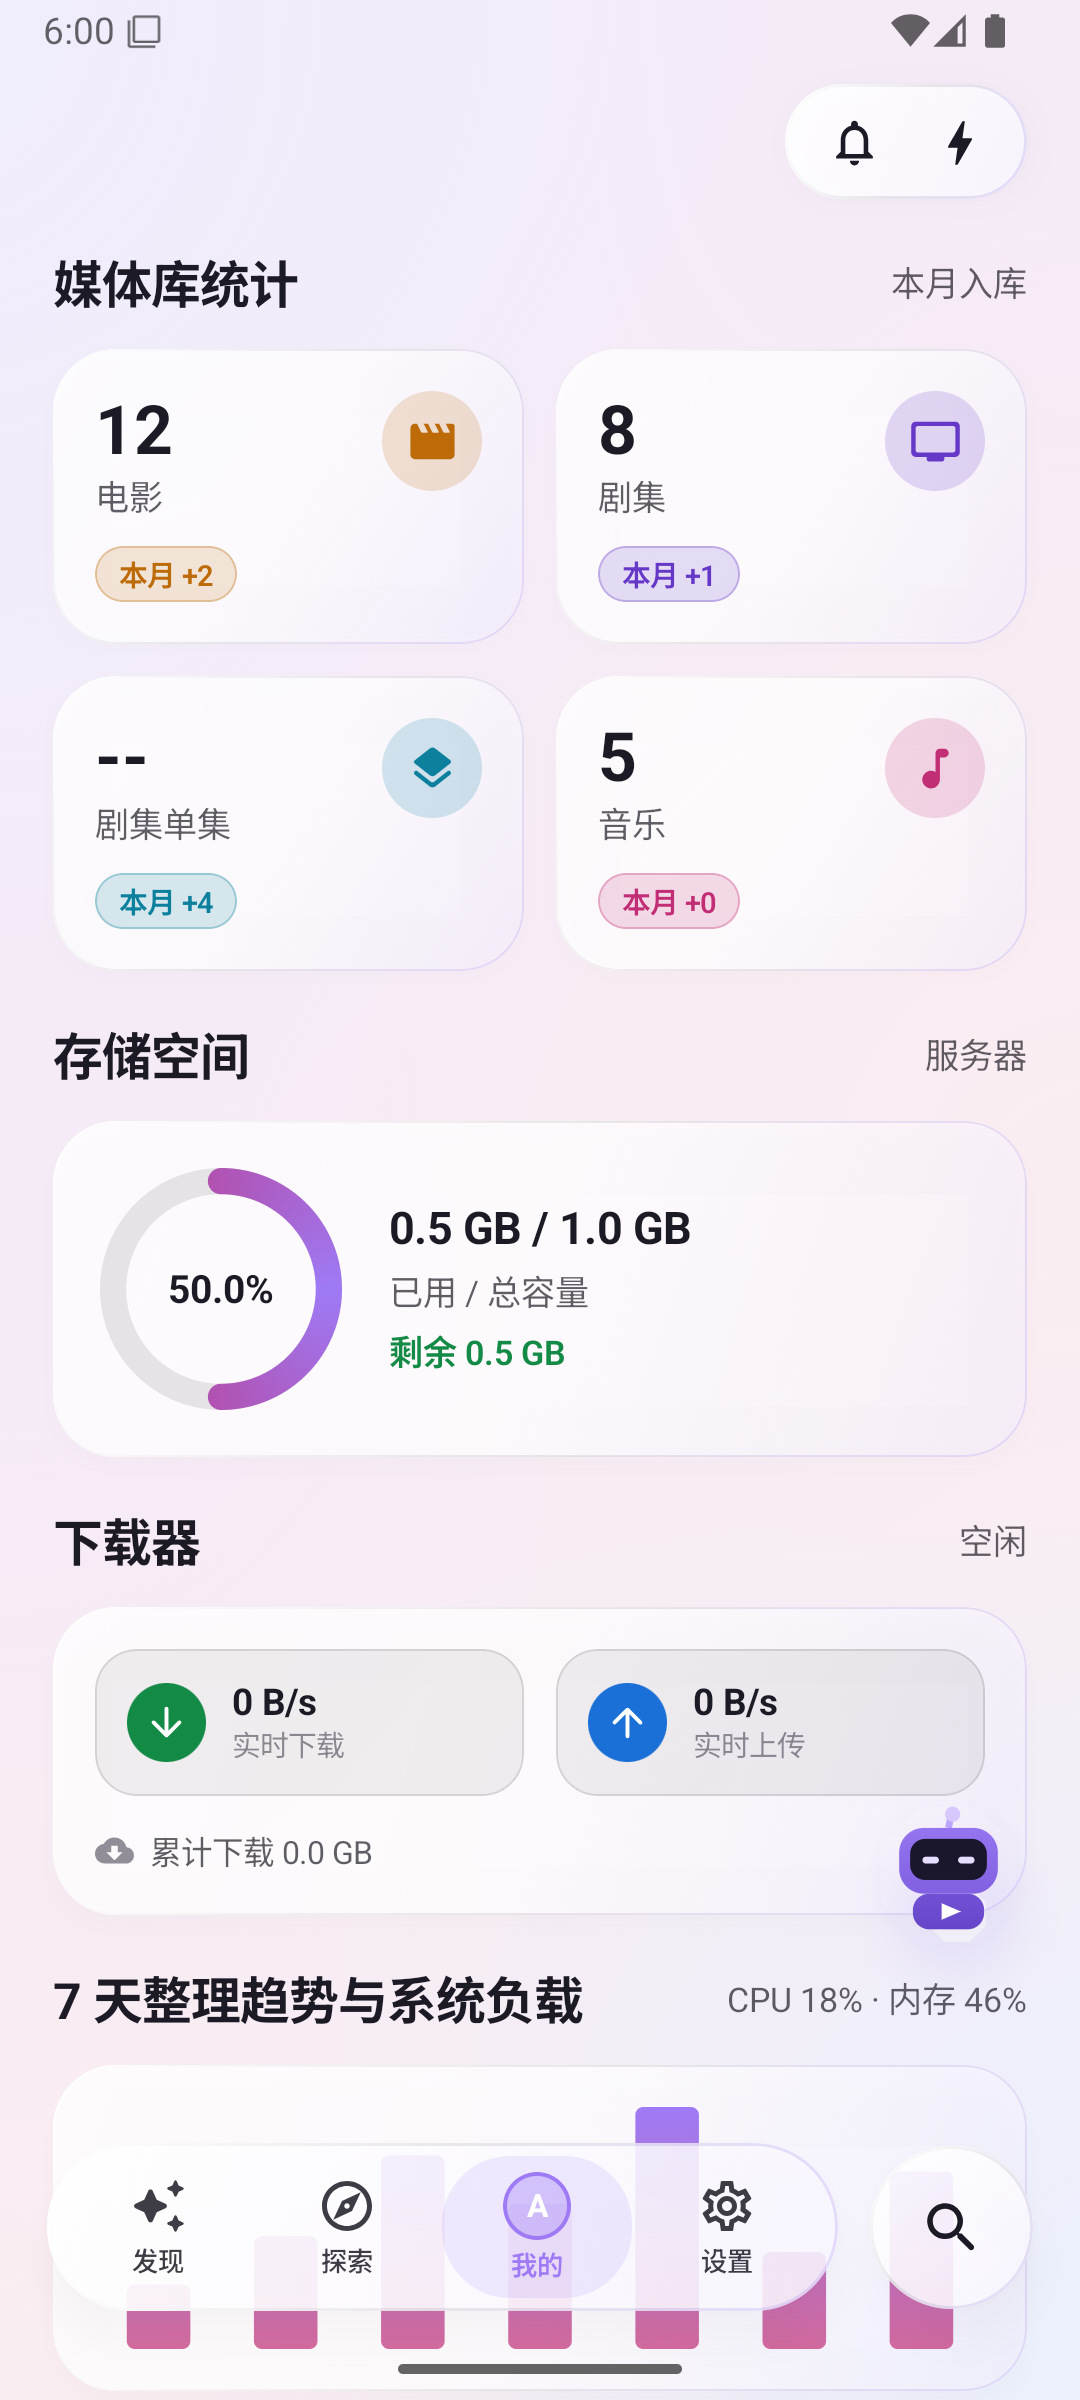 6:00
媒体库统计
本月入库
12
电影
本月 +2
8
剧集
本月 +1
--
剧集单集
本月 +4
5
音乐
本月 +0
存储空间
服务器
50.0%
0.5 GB / 1.0 GB
已用 / 总容量
剩余 0.5 GB
下载器
空闲
0 B/s
实时下载
0 B/s
实时上传
累计下载 0.0 GB
7 天整理趋势与系统负载
CPU 18% · 内存 46%
发现
探索
A
我的
设置